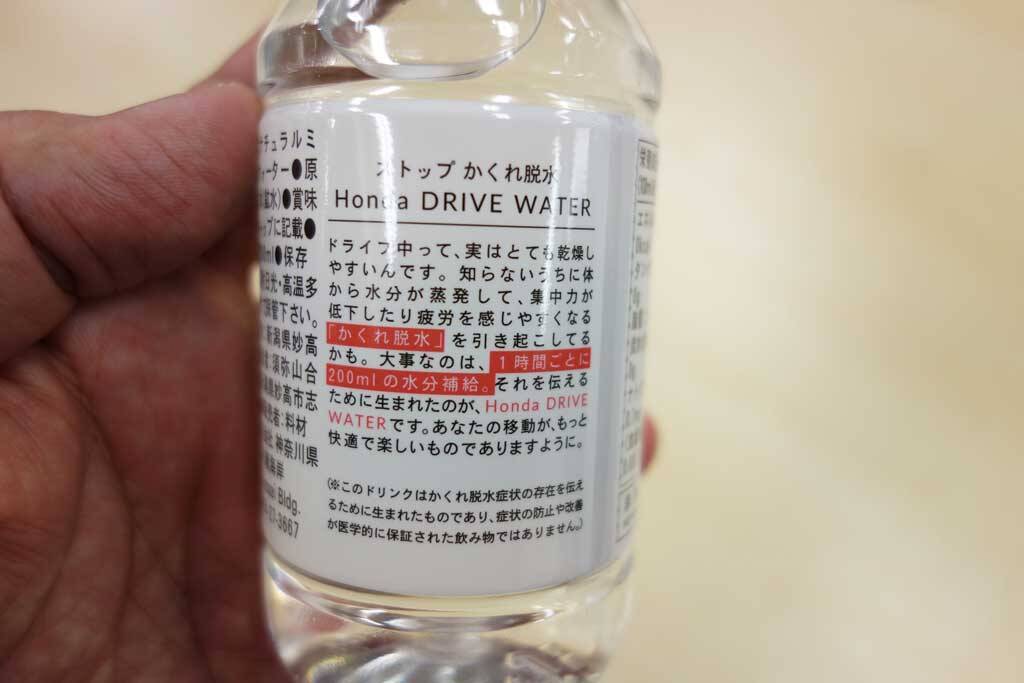 ストップ かくれ脱水
Honda DRIVE WATER
ドライブ中って、実はとても乾燥し
やすいんです。知らないうちに体
から水分が蒸発して、集中力が
低下したり疲労を感じやすくなる
「かくれ脱水」を引き起こしてる
かも。大事なのは、1時間ごとに
200mlの水分補給。それを伝える
ために生まれたのが、Honda DRIVE
WATERです。あなたの移動が、もっと
快適で楽しいものでありますように。
(※このドリンクはかくれ脱水症状の存在を伝え
るために生まれたものであり、症状の防止や改善
が医学的に保証された飲み物ではありません。)
チュラルミ
ォーター●原
鉱水)●賞味
ャップに記載●
ml●保存
日光・高温多
保管下さい。
新潟県妙高
須弥山合
県妙高市志
売者:料材
神奈川県
Bldg.
-3667